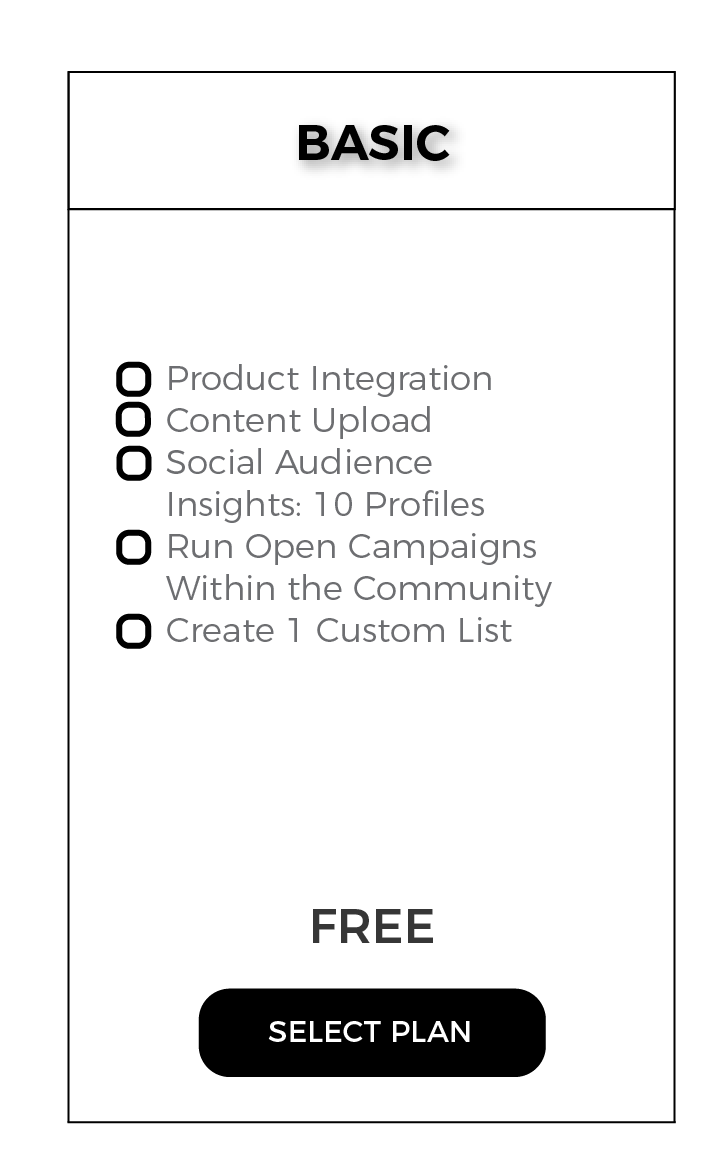 BASIC
Product Integration
Content Upload
Social Audience
Insights: 10 Profiles
Run Open Campaigns
Within the Community
Create 1 Custom List
FREE
SELECT PLAN